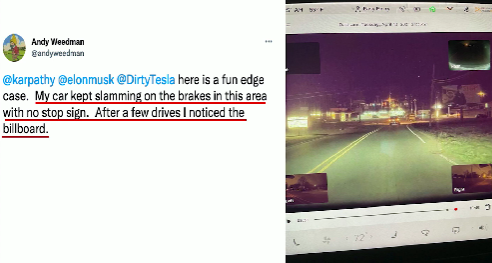 Andy Weedman
@andyweedman
@karpathy @elonmusk @DirtyTesla here is a fun edge
case. My car kept slamming on the brakes in this area
with no stop sign. After a few drives I noticed the
billboard.
Right